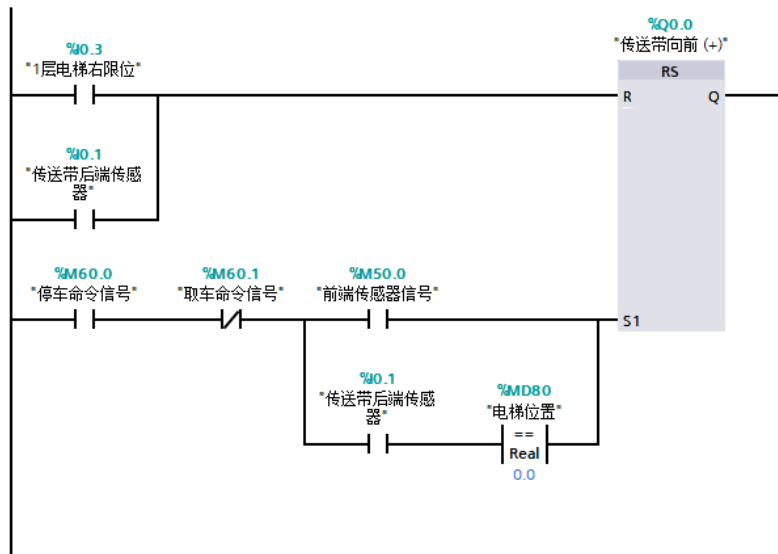 %I0.3
"1层电梯右限位"
%Q0.0
"传送带向前 (+)"
RS
R
Q
%I0.1
"传送带后端传感
器"
%M60.0
"停车命令信号"
%M60.1
"取车命令信号"
%M50.0
"前端传感器信号"
S1
%I0.1
"传送带后端传感
器"
%MD80
"电梯位置"
==
Real
0.0